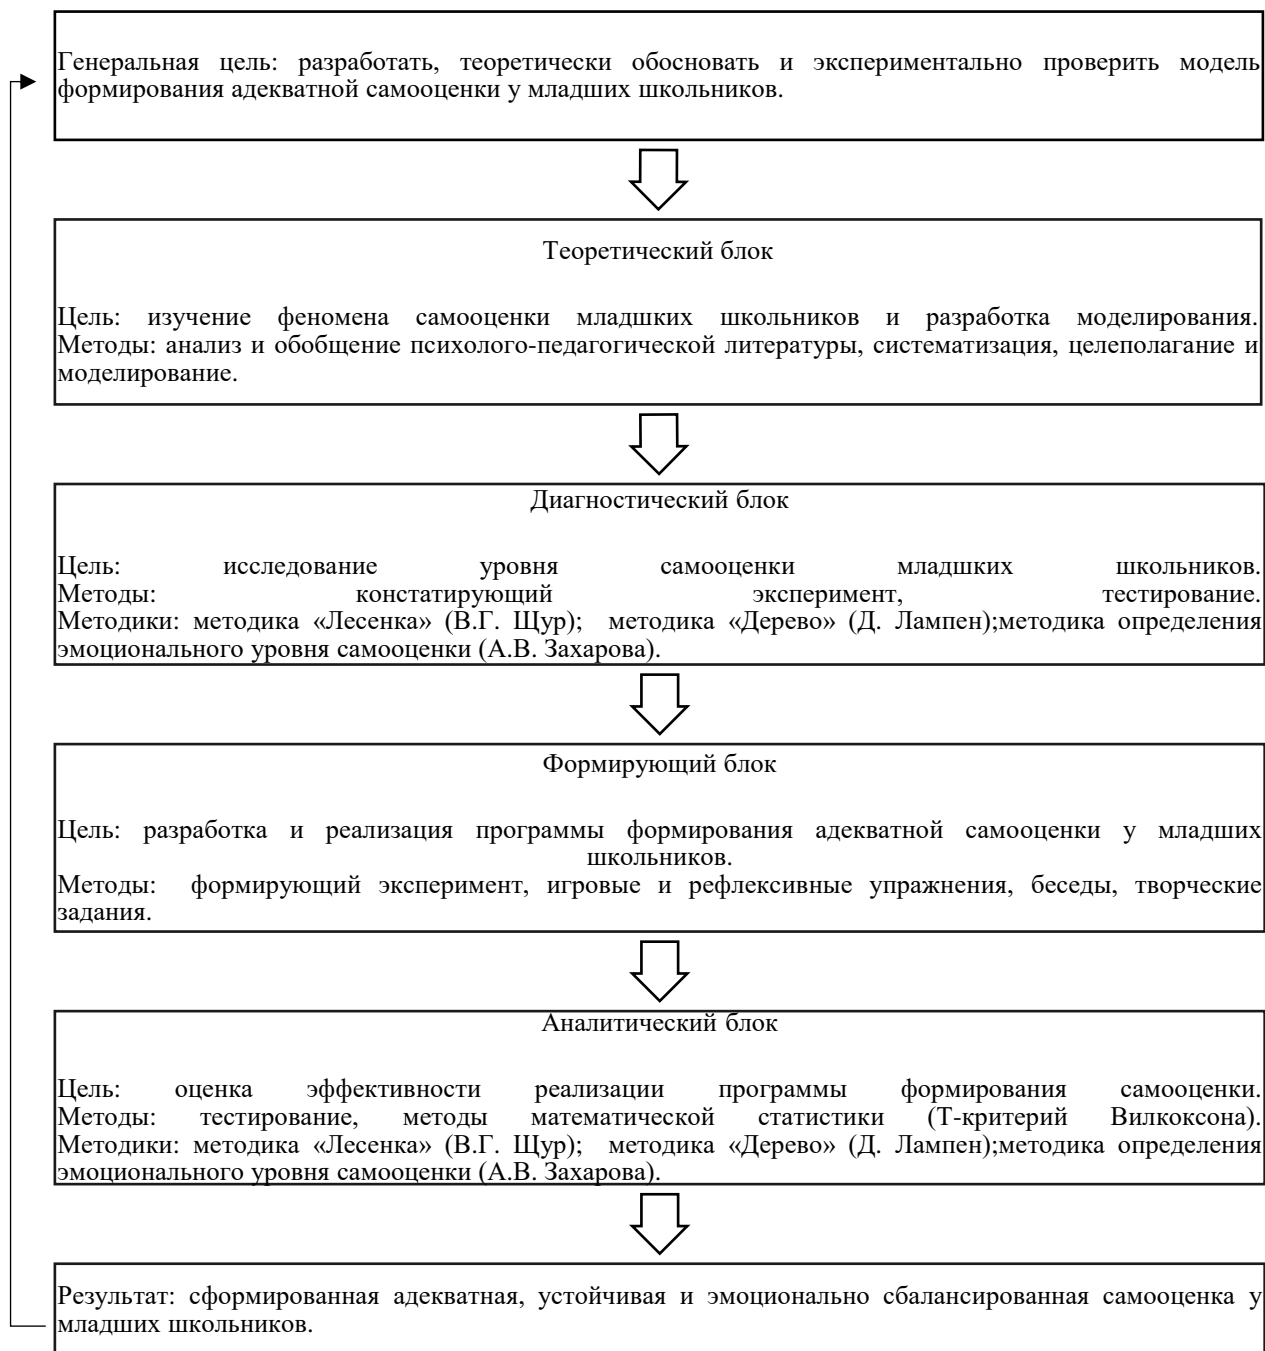 Генеральная цель: разработать, теоретически обосновать и экспериментально проверить модель
формирования адекватной самооценки у младших школьников.
Теоретический блок
Цель: изучение феномена самооценки младшких школьников и разработка моделирования.
Методы: анализ и обобщение психолого-педагогической литературы, систематизация, целеполагание и
моделирование.
Диагностический блок
Цель: исследование уровня самооценки младшких школьников.
Методы: констатирующий эксперимент, тестирование.
Методики: методика «Лесенка» (В.Г. Щур); методика «Дерево» (Д. Лампен);методика определения
эмоционального уровня самооценки (А.В. Захарова).
Формирующий блок
Цель: разработка и реализация программы формирования адекватной самооценки у младших
школьников.
Методы: формирующий эксперимент, игровые и рефлексивные упражнения, беседы, творческие
задания.
Аналитический блок
Цель: оценка эффективности реализации программы формирования самооценки.
Методы: тестирование, методы математической статистики (Т-критерий Вилкоксона).
Методики: методика «Лесенка» (В.Г. Щур); методика «Дерево» (Д. Лампен);методика определения
эмоционального уровня самооценки (А.В. Захарова).
Результат: сформированная адекватная, устойчивая и эмоционально сбалансированная самооценка у
младших школьников.